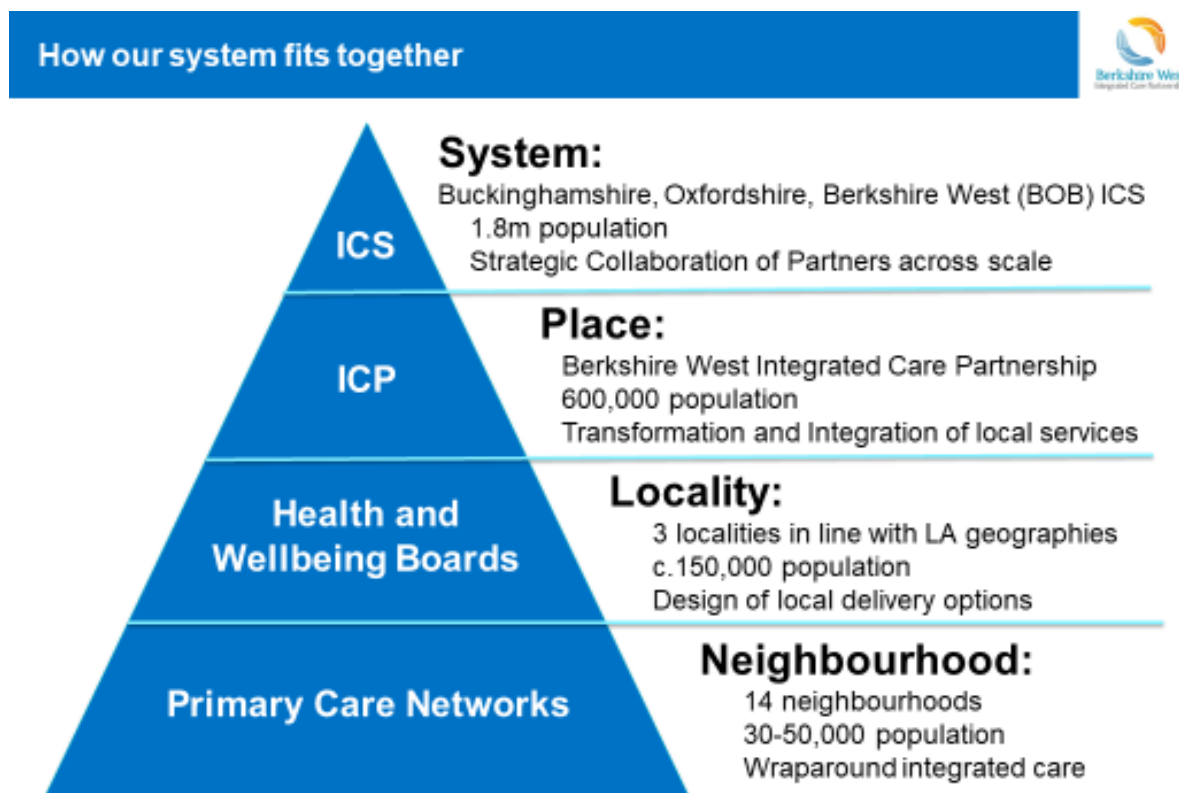 How our system fits together
Berkshire Wes
System:
Buckinghamshire, Oxfordshire, Berkshire West (BOB) ICS
1.8m population
Strategic Collaboration of Partners across scale
ICS
Place:
Berkshire West Integrated Care Partnership
600,000 population
Transformation and Integration of local services
ICP
Locality:
3 localities in line with LA geographies
c.150,000 population
Design of local delivery options
Health and
Wellbeing Boards
Neighbourhood:
14 neighbourhoods
30-50,000 population
Wraparound integrated care
Primary Care Networks